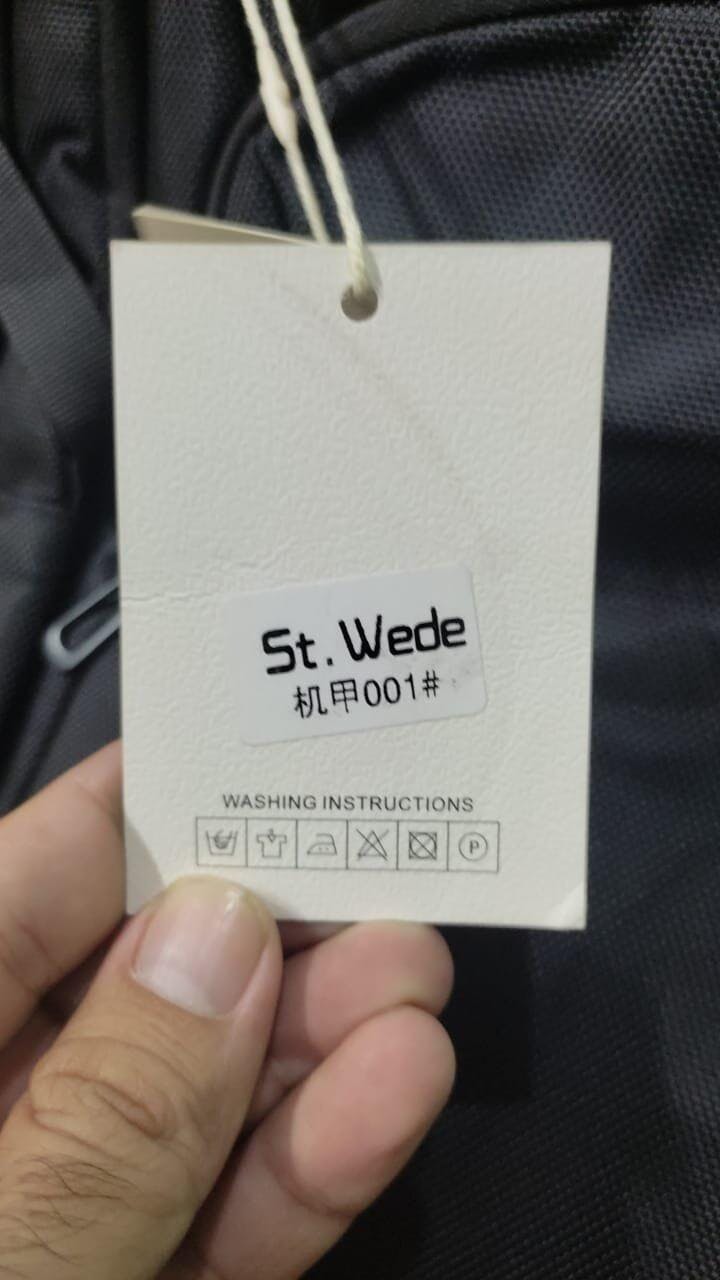 St. Wede
机甲001#
WASHING INSTRUCTIONS
P